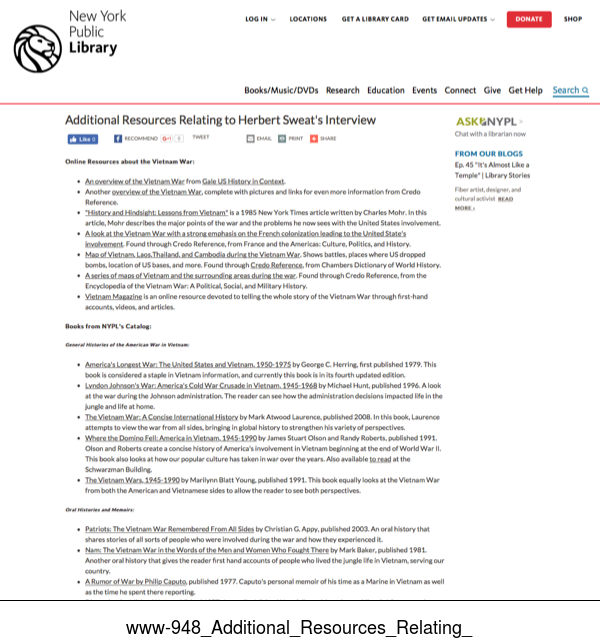 New York
Public
Library
LOG IN
LOCATIONS
GET A LIBRARY CARD
GET EMAIL UPDATES
DONATE
SHOP
Books/Music/DVDs Research Education Events Connect Give Get Help Search
Additional Resources Relating to Herbert Sweat's Interview
Like 0
RECOMMEND
G+1
0
TWEET
EMAIL
PRINT
SHARE
Online Resources about the Vietnam War:
An overview of the Vietnam War from Gale US History in Context.
Another overview of the Vietnam War, complete with pictures and links for even more information from Credo
Reference.
"History and Hindsight: Lessons from Vietnam" is a 1985 New York Times article written by Charles Mohr. In this
article, Mohr describes the major points of the war and the problems he now sees with the United States involvement.
A look at the Vietnam War with a strong emphasis on the French colonization leading to the United State's
involvement. Found through Credo Reference, from France and the Americas: Culture, Politics, and History.
Map of Vietnam, Laos,Thailand, and Cambodia during the Vietnam War. Shows battles, places where US dropped
bombs, location of US bases, and more. Found through Credo Reference, from Chambers Dictionary of World History.
A series of maps of Vietnam and the surrounding areas during the war. Found through Credo Reference, from the
Encyclopedia of the Vietnam War: A Political, Social, and Military History.
Vietnam Magazine is an online resource devoted to telling the whole story of the Vietnam War through first-hand
accounts, videos, and articles.
Books from NYPL's Catalog:
General Histories of the American War in Vietnam:
America's Longest War: The United States and Vietnam, 1950-1975 by George C. Herring, first published 1979. This
book is considered a staple in Vietnam information, and currently this book is in its fourth updated edition.
Lyndon Johnson's War: America's Cold War Crusade in Vietnam, 1945-1968 by Michael Hunt, published 1996. A look
at the war during the Johnson administration. The reader can see how the administration decisions impacted life in the
jungle and life at home.
The Vietnam War: A Concise International History by Mark Atwood Laurence, published 2008. In this book, Laurence
attempts to view the war from all sides, bringing in global history to strengthen his variety of perspectives.
Where the Domino Fell: America in Vietnam, 1945-1990 by James Stuart Olson and Randy Roberts, published 1991.
Olson and Roberts create a concise history of America's involvement in Vietnam beginning at the end of World War II.
This book also looks at how our popular culture has taken in war over the years. Also available to read at the
Schwarzman Building.
The Vietnam Wars, 1945-1990 by Marilynn Blatt Young, published 1991. This book equally looks at the Vietnam War
from both the American and Vietnamese sides to allow the reader to see both perspectives.
Oral Histories and Memoirs:
Patriots: The Vietnam War Remembered From All Sides by Christian G. Appy, published 2003. An oral history that
shares stories of all sorts of people who were involved during the war and how they experienced it.
Nam: The Vietnam War in the Words of the Men and Women Who Fought There by Mark Baker, published 1981.
Another oral history that gives the reader first hand accounts of people who lived the jungle life in Vietnam, serving our
country.
A Rumor of War by Philip Caputo, published 1977. Caputo's personal memoir of his time as a Marine in Vietnam as well
as the time he spent there reporting.
ASK NYPL
Chat with a librarian now
FROM OUR BLOGS
Ep. 45 "It's Almost Like a
Temple" | Library Stories
Fiber artist, designer, and
cultural activist READ
MORE ›
www-948_Additional_Resources_Relating_